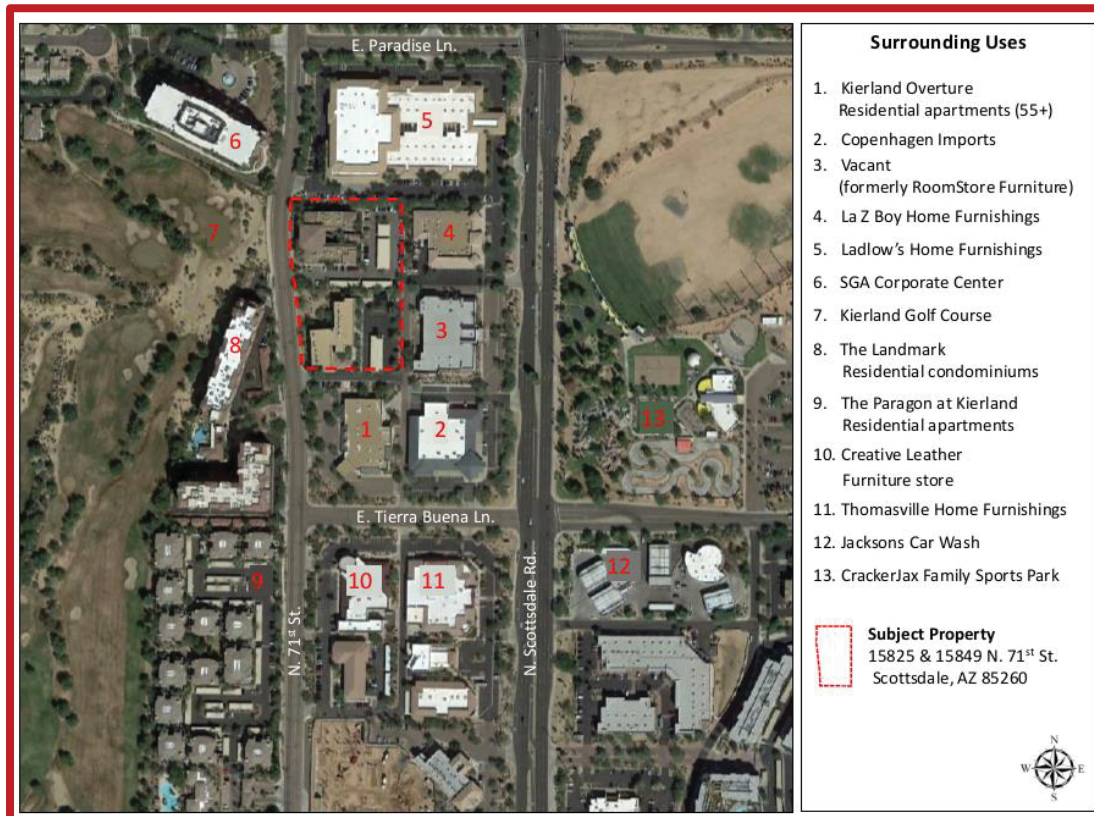 E. Paradise Ln.
6
5
7
4
3
8
13
1
2
E. Tierra Buena Ln.
9
10
11
12
N. 71st St.
N. Scottsdale Rd.
Surrounding Uses
1. Kierland Overture
Residential apartments (55+)
2. Copenhagen Imports
3. Vacant
(formerly RoomStore Furniture)
4. La Z Boy Home Furnishings
5. Ladlow's Home Furnishings
6. SGA Corporate Center
7. Kierland Golf Course
8. The Landmark
Residential condominiums
9. The Paragon at Kierland
Residential apartments
10. Creative Leather
Furniture store
11. Thomasville Home Furnishings
12. Jacksons Car Wash
13. CrackerJax Family Sports Park
Subject Property
15825 & 15849 N. 71st St.
Scottsdale, AZ 85260
N
W E
S